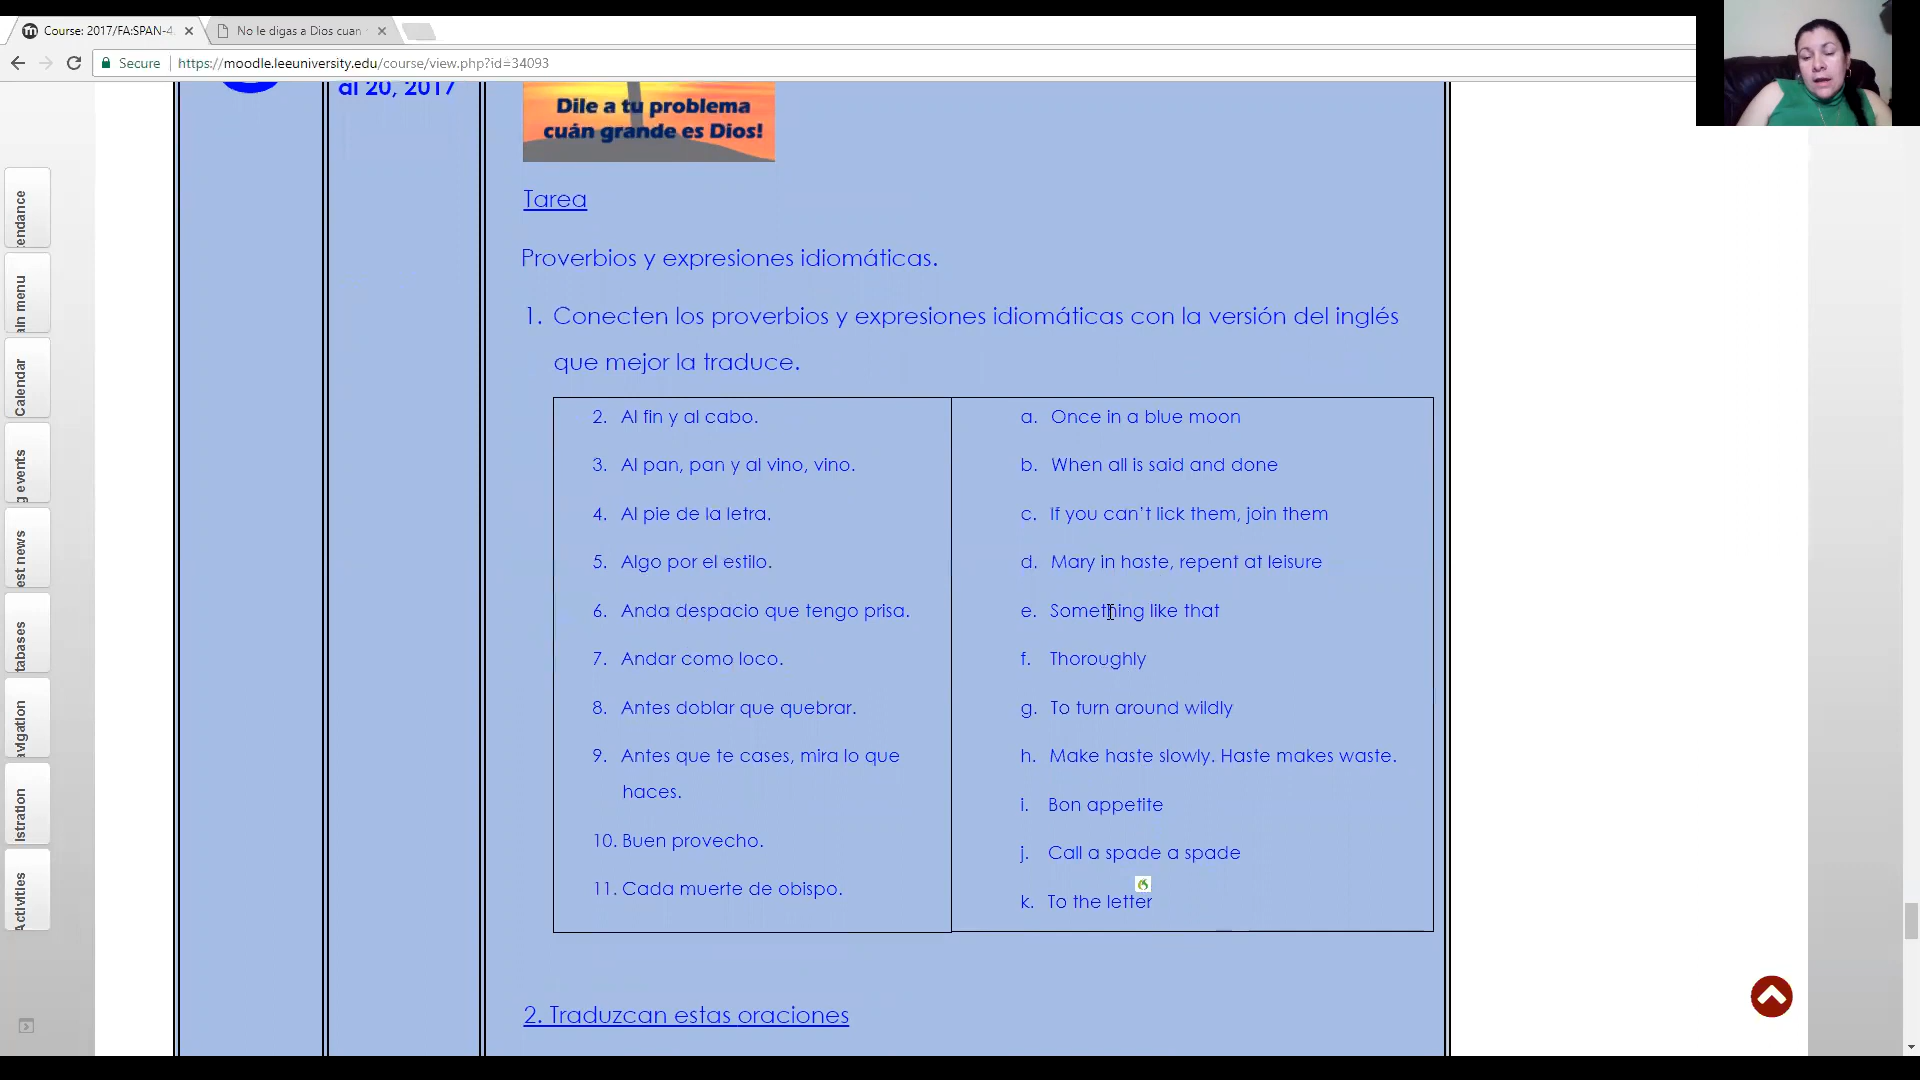 Course: 2017/FA:SPAN-4
No le digas a Dios cuan
Secure
https://moodle.leeuniversity.edu/course/view.php?id=34093
al 20, 2017
Dile a tu problema
cuán grande es Dios!
Tarea
Proverbios y expresiones idiomáticas.
1. Conecten los proverbios y expresiones idiomáticas con la versión del inglés
que mejor la traduce.
2. Al fin y al cabo.
3. Al pan, pan y al vino, vino.
4. Al pie de la letra.
5. Algo por el estilo.
6. Anda despacio que tengo prisa.
7. Andar como loco.
8. Antes doblar que quebrar.
9. Antes que te cases, mira lo que
haces.
10. Buen provecho.
11. Cada muerte de obispo.
a. Once in a blue moon
b. When all is said and done
c. If you can't lick them, join them
d. Mary in haste, repent at leisure
e. Something like that
f. Thoroughly
g. To turn around wildly
h. Make haste slowly. Haste makes waste.
i. Bon appetite
j. Call a spade a spade
k. To the letter
2. Traduzcan estas oraciones
endance
ain menu
Calendar
g events
est news
tabases
avigation
istration
Activities